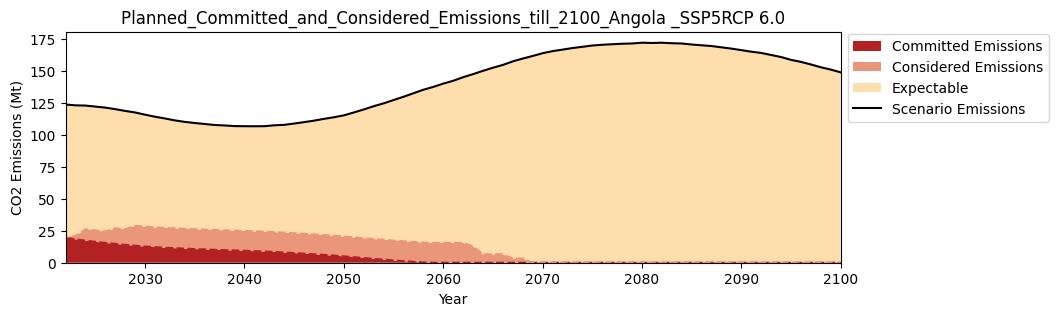 Planned_Committed_and_Considered_Emissions_till_2100_Angola _SSP5RCP 6.0
CO2 Emissions (Mt)
175
150
125
100
75
50
25
0
2030 2040 2050 2060 2070 2080 2090 2100
Year
Committed Emissions
Considered Emissions
Expectable
Scenario Emissions